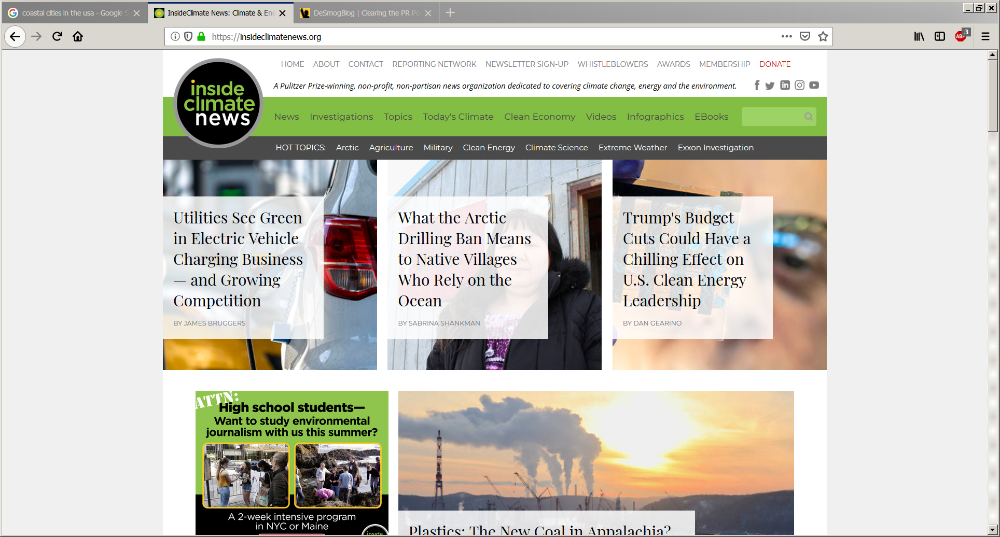 coastal cities in the usa - Google S
InsideClimate News: Climate & Ene
DeSmogBlog | Clearing the PR Po
https://insideclimatenews.org
ABP
3
HOME ABOUT CONTACT REPORTING NETWORK NEWSLETTER SIGN-UP WHISTLEBLOWERS AWARDS MEMBERSHIP DONATE
A Pulitzer Prize-winning, non-profit, non-partisan news organization dedicated to covering climate change, energy and the environment.
inside
climate
news
News Investigations Topics Today's Climate Clean Economy Videos Infographics EBooks
HOT TOPICS: Arctic Agriculture Military Clean Energy Climate Science Extreme Weather Exxon Investigation
Utilities See Green
in Electric Vehicle
Charging Business
— and Growing
Competition
BY JAMES BRUGGERS
What the Arctic
Drilling Ban Means
to Native Villages
Who Rely on the
Ocean
BY SABRINA SHANKMAN
Trump's Budget
Cuts Could Have a
Chilling Effect on
U.S. Clean Energy
Leadership
BY DAN GEARINO
ATTN:
High school students—
Want to study environmental
journalism with us this summer?
A 2-week intensive program
in NYC or Maine
inside
Plastics: The New Coal in Appalachia?